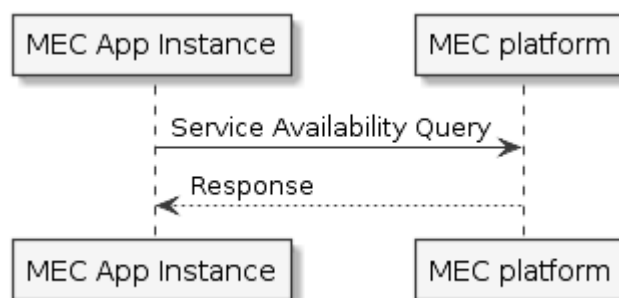 MEC App Instance
MEC platform
Service Availability Query
Response
MEC App Instance
MEC platform